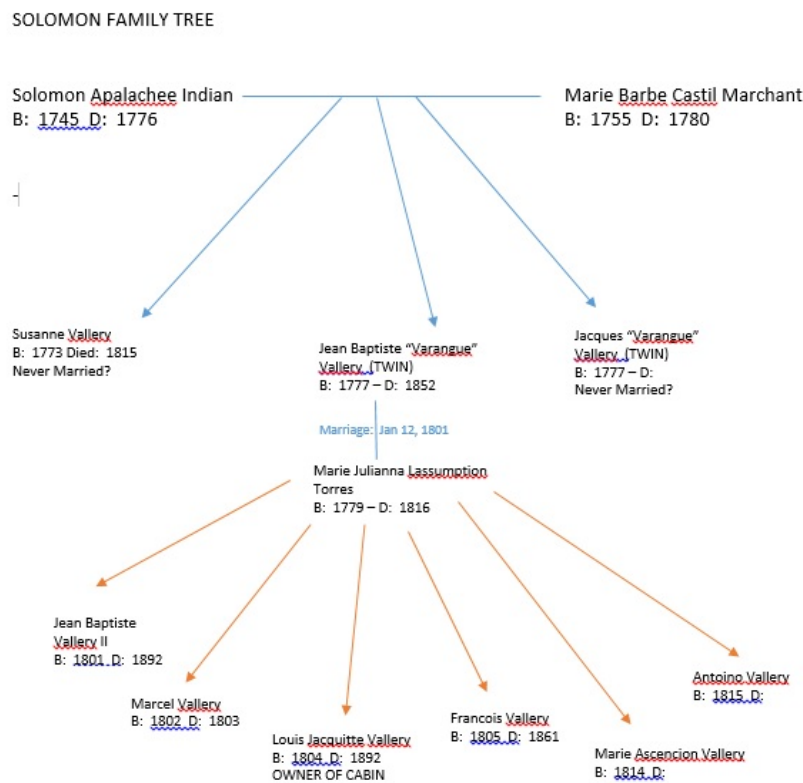 SOLOMON FAMILY TREE
Solomon Apalachee Indian
B: 1745 D: 1776
Marie Barbe Castil Marchant
B: 1755 D: 1780
-
Susanne Vallery
B: 1773 Died: 1815
Never Married?
Jean Baptiste “Varangue”
Vallery (TWIN)
B: 1777 – D: 1852
Jacques “Varangue”
Vallery (TWIN)
B: 1777 – D:
Never Married?
Marriage: Jan 12, 1801
Marie Julianna Lassumption
Torres
B: 1779 – D: 1816
Jean Baptiste
Vallery II
B: 1801 D: 1892
Marcel Vallery
B: 1802 D: 1803
Louis Jacquitte Vallery
B: 1804 D: 1892
OWNER OF CABIN
Francois Vallery
B: 1805 D: 1861
Marie Ascencion Vallery
B: 1814 D:
Antoino Vallery
B: 1815 D: